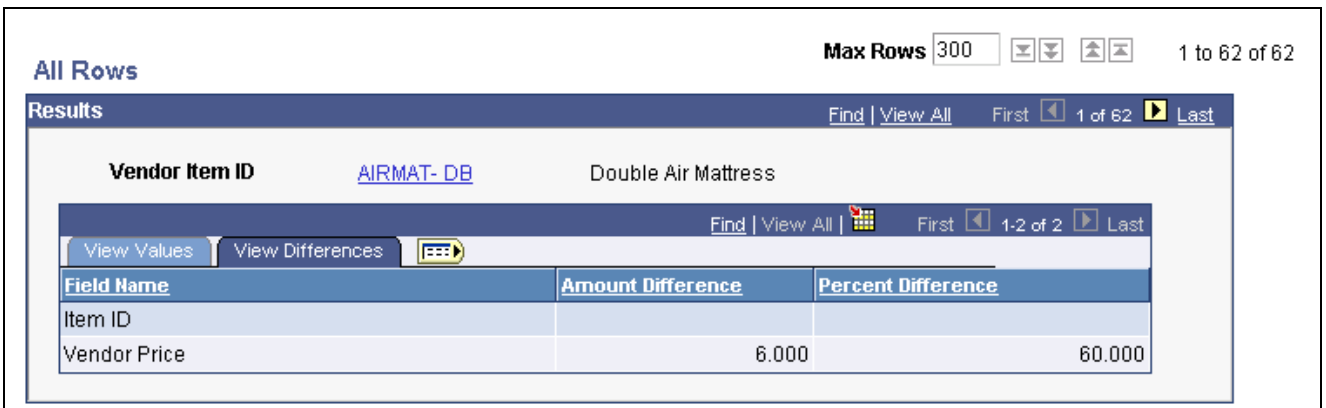 Max Rows 300 1 to 62 of 62
All Rows
Results Find | View All First 1 of 62 Last
Vendor Item ID AIRMAT- DB Double Air Mattress
Find | View All | First 1-2 of 2 Last
View Values View Differences
Field Name Amount Difference Percent Difference
Item ID
Vendor Price 6.000 60.000